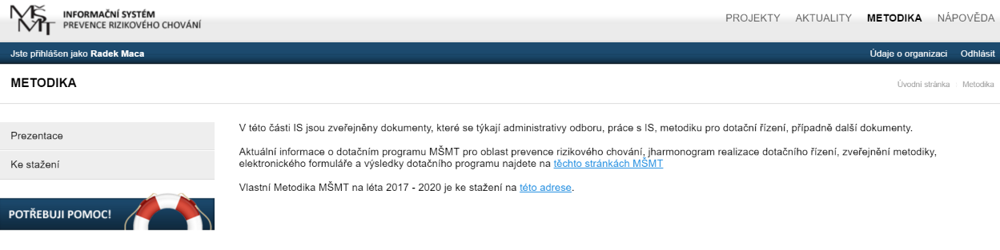 MŠMT
INFORMAČNÍ SYSTÉM
PREVENCE RIZIKOVÉHO CHOVÁNÍ
PROJEKTY AKTUALITY METODIKA NÁPOVĚDA
Jste přihlášen jako Radek Maca
Údaje o organizaci Odhlásit
METODIKA
Úvodní stránka Metodika
Prezentace
Ke stažení
POTŘEBUJI POMOC!
V této části IS jsou zveřejněny dokumenty, které se týkají administrativy odboru, práce s IS, metodiku pro dotační řízení, případně další dokumenty.
Aktuální informace o dotačním programu MŠMT pro oblast prevence rizikového chování, jharmonogram realizace dotačního řízení, zveřejnění metodiky,
elektronického formuláře a výsledky dotačního programu najdete na těchto stránkách MŠMT
Vlastní Metodika MŠMT na léta 2017 - 2020 je ke stažení na této adrese.